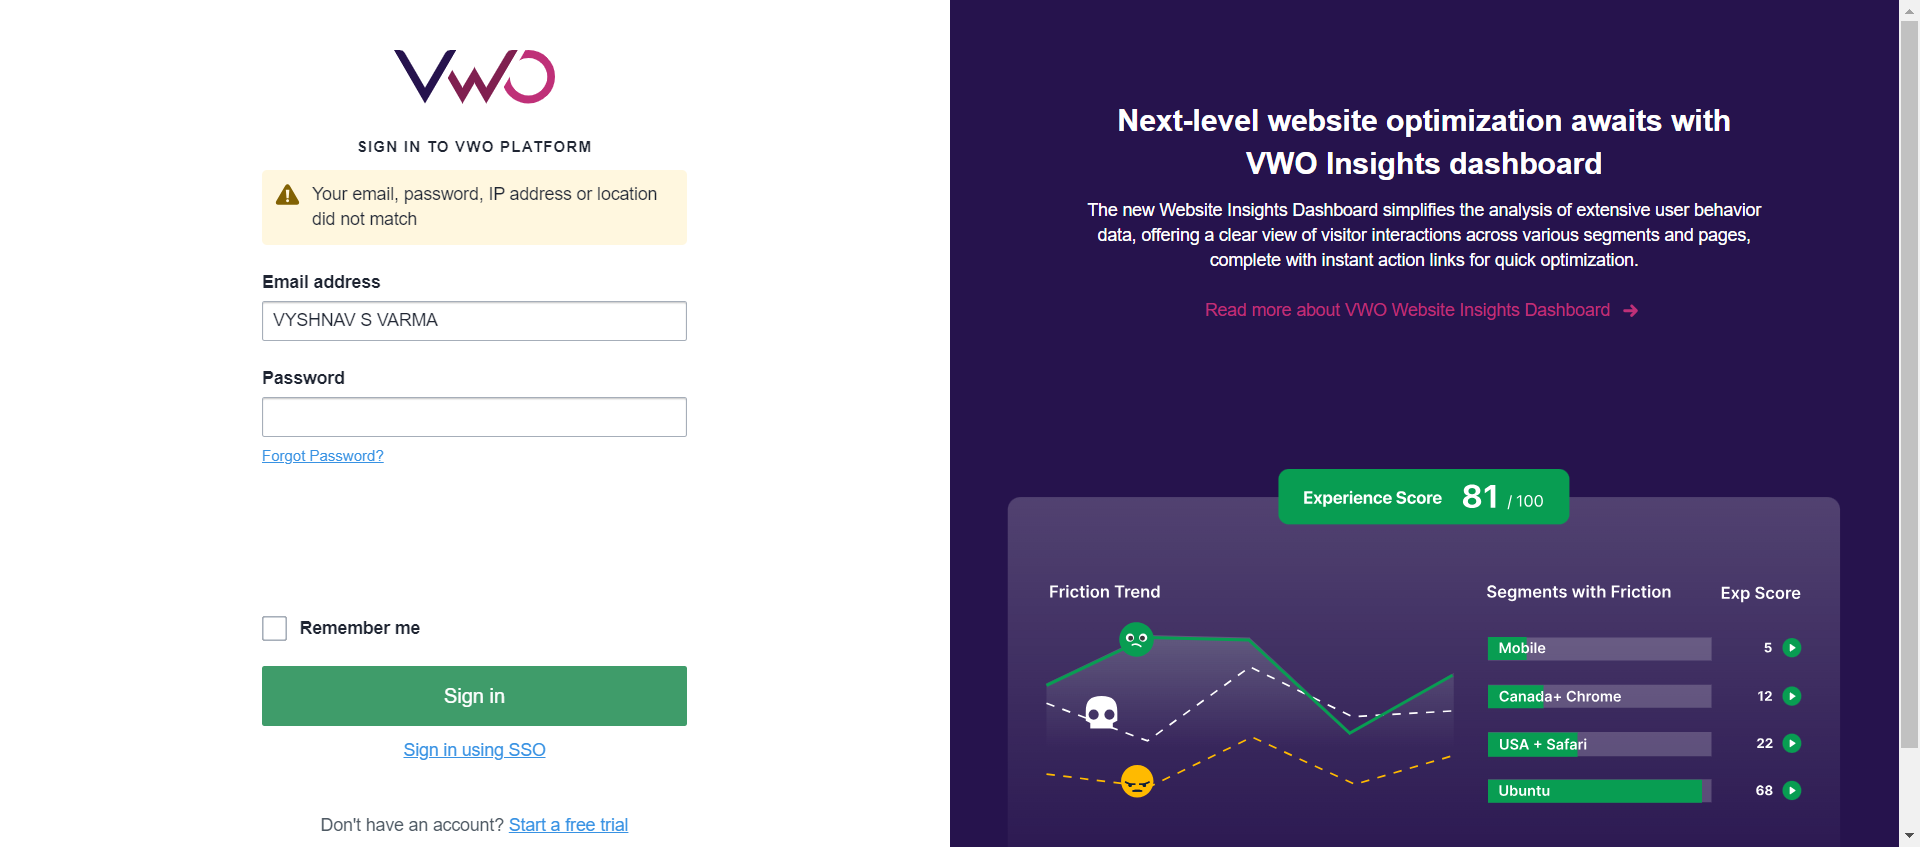 VWO
SIGN IN TO VWO PLATFORM
Your email, password, IP address or location
did not match
Email address
VYSHNAV S VARMA
Password
Forgot Password?
Remember me
Sign in
Sign in using SSO
Don't have an account? Start a free trial
Next-level website optimization awaits with
VWO Insights dashboard
The new Website Insights Dashboard simplifies the analysis of extensive user behavior
data, offering a clear view of visitor interactions across various segments and pages,
complete with instant action links for quick optimization.
Read more about VWO Website Insights Dashboard
Experience Score 81 / 100
Friction Trend
Segments with Friction Exp Score
Mobile 5
Canada+ Chrome 12
USA + Safari 22
Ubuntu 68